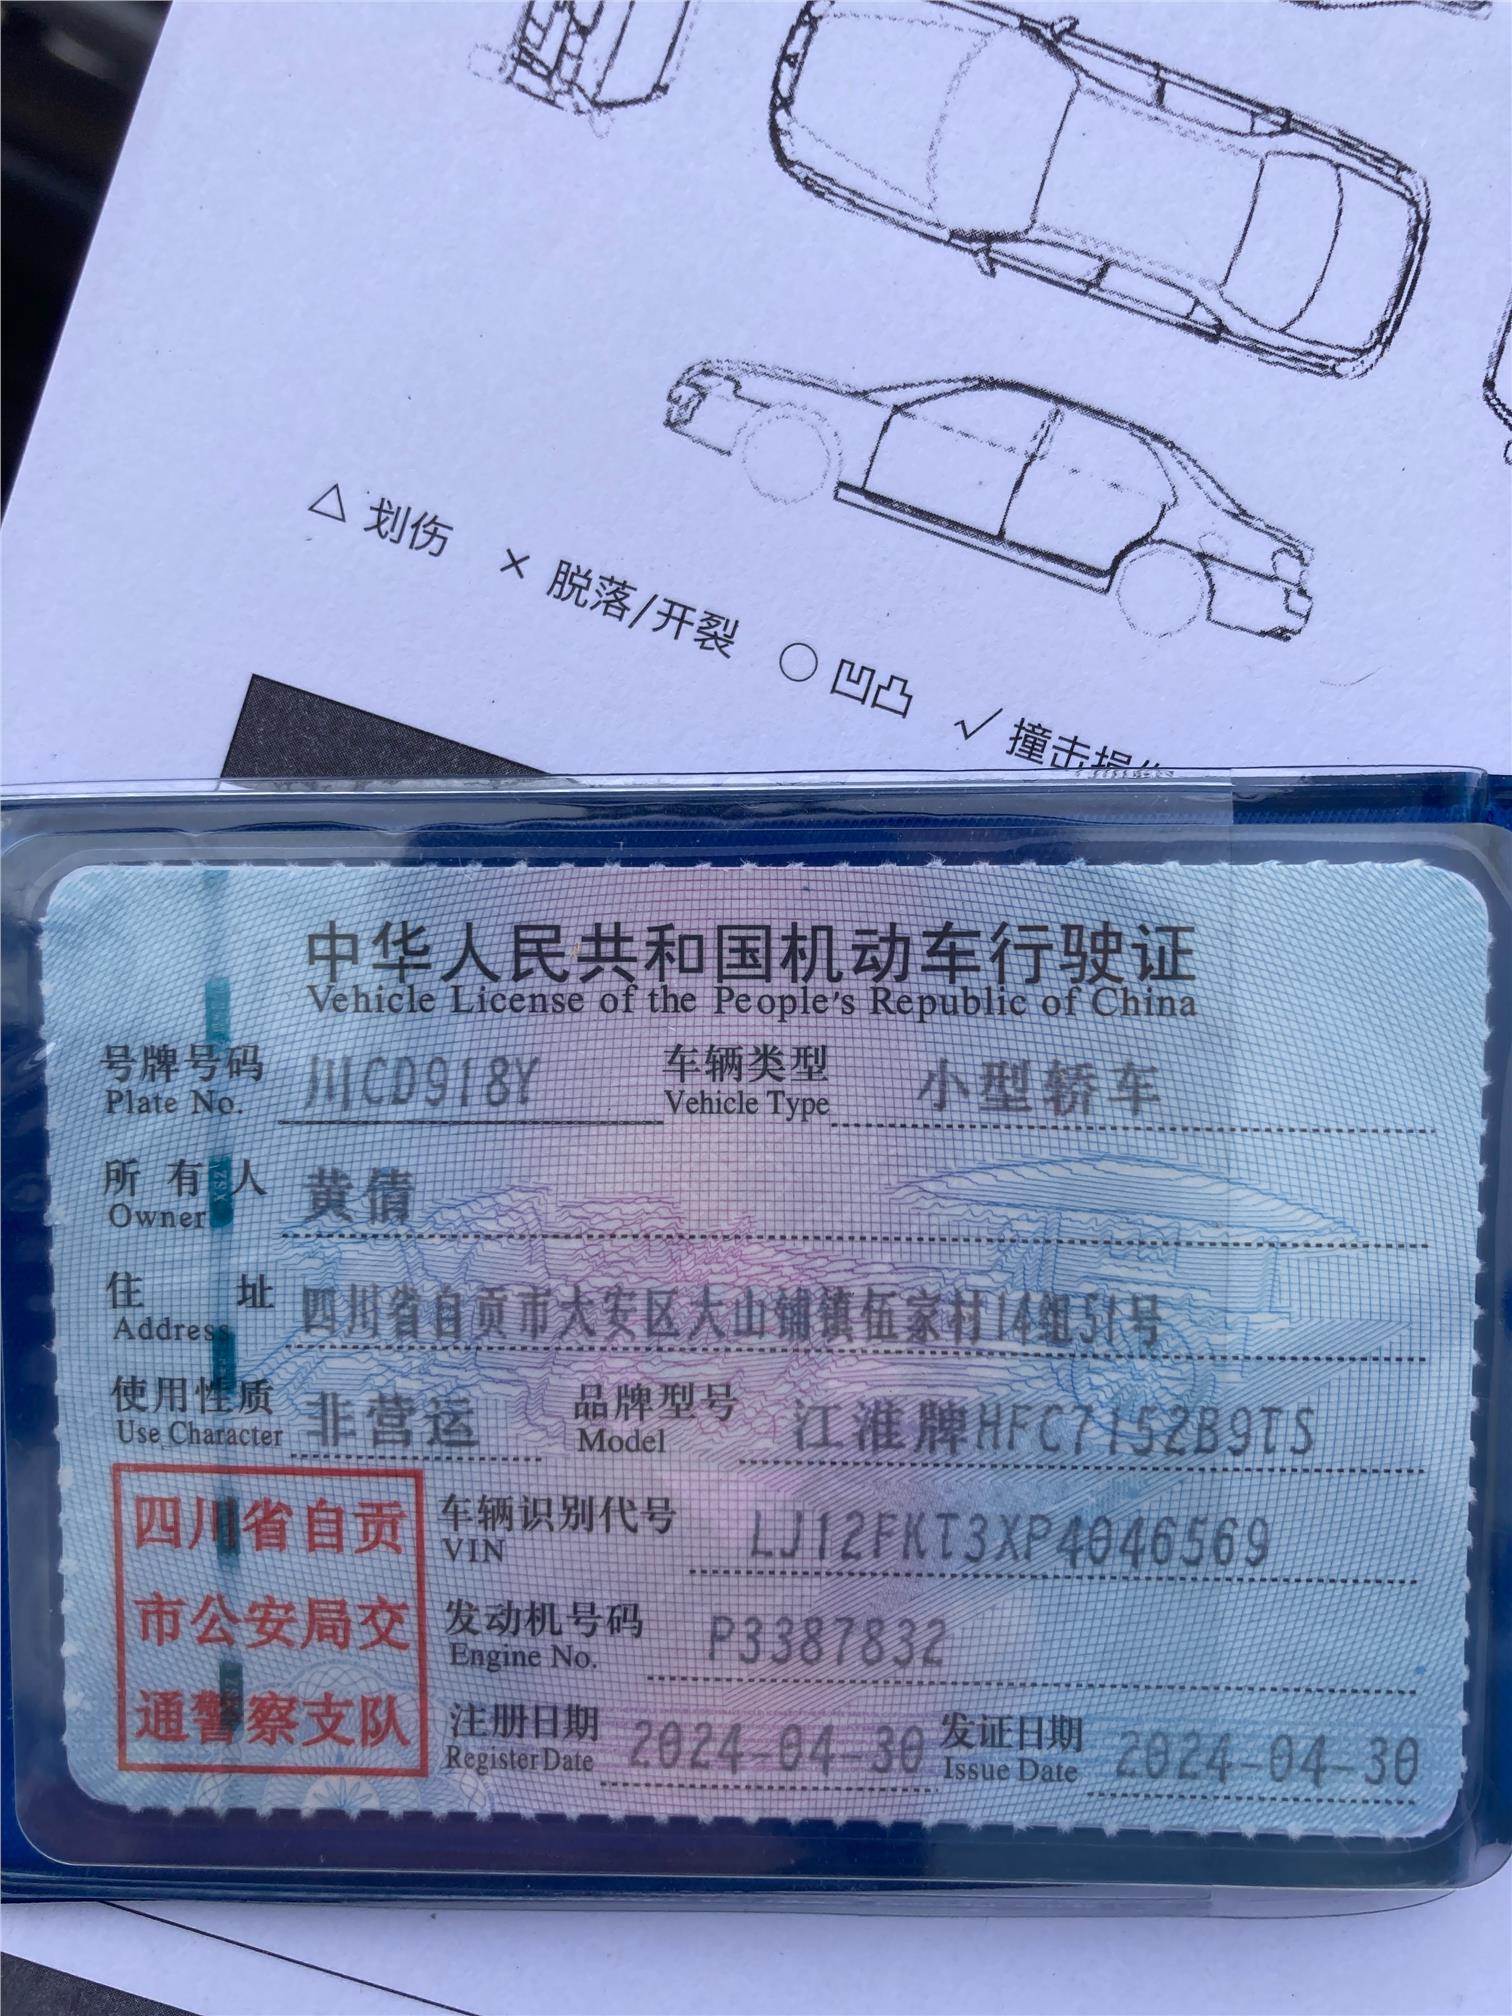 △ 划伤 × 脱落/开裂 ○ 凹凸 √ 撞击损伤
中华人民共和国机动车行驶证
Vehicle License of the People's Republic of China
号牌号码 川CD918Y 车辆类型 小型轿车
Plate No. Vehicle Type
所有人 黄倩
Owner
住址 四川省自贡市大安区大山铺镇伍家村14组51号
Address
使用性质 非营运 品牌型号 江淮牌HFC7152B9TS
Use Character Model
四川省自贡
市公安局交
通警察支队
车辆识别代号 LJ12FKT3XP4046569
VIN
发动机号码 P3387832
Engine No.
注册日期 2024-04-30 发证日期 2024-04-30
Register Date Issue Date